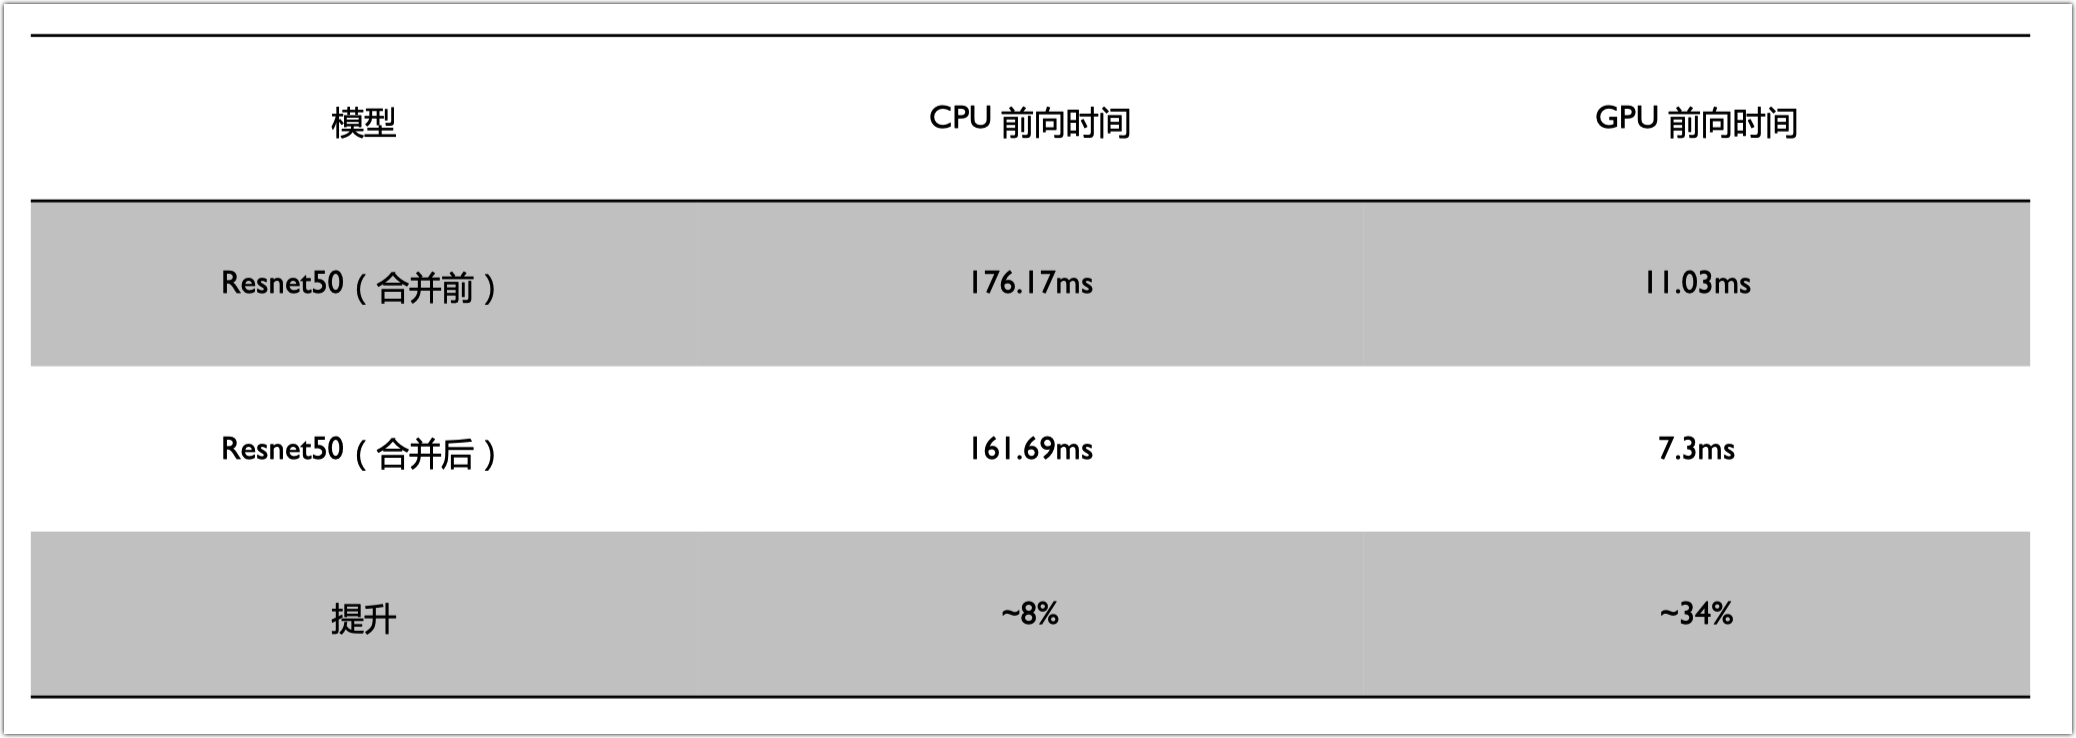 模型 CPU 前向时间 GPU 前向时间
Resnet50（合并前） 176.17ms 11.03ms
Resnet50（合并后） 161.69ms 7.3ms
提升 ~8% ~34%